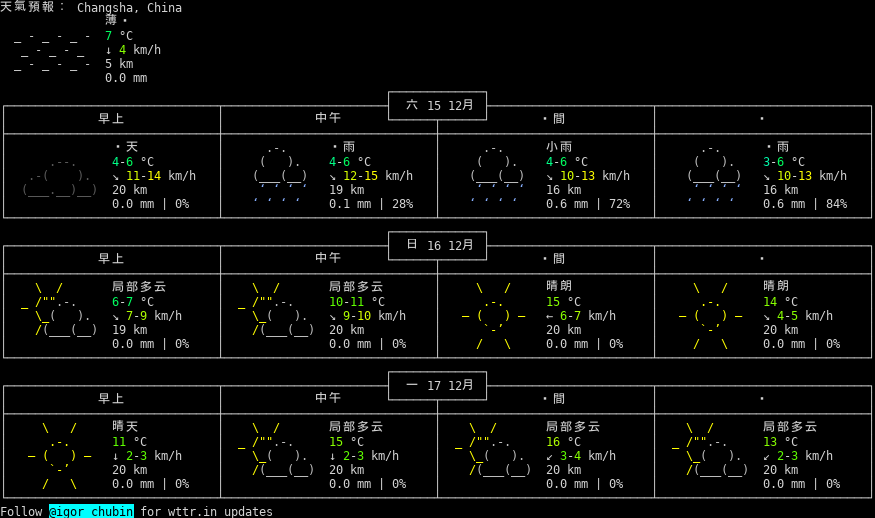 天氣預報： Changsha, China
薄・
7 °C
↓ 4 km/h
5 km
0.0 mm
六 15 12月
早上 中午 ・間 ・
・天 ・雨 小雨 ・雨
4-6 °C 4-6 °C 4-6 °C 3-6 °C
↘ 11-14 km/h ↘ 12-15 km/h ↘ 10-13 km/h ↘ 10-13 km/h
20 km 19 km 16 km 16 km
0.0 mm | 0% 0.1 mm | 28% 0.6 mm | 72% 0.6 mm | 84%
日 16 12月
早上 中午 ・間 ・
局部多云 局部多云 晴朗 晴朗
6-7 °C 10-11 °C 15 °C 14 °C
↘ 7-9 km/h ↘ 9-10 km/h ← 6-7 km/h ↘ 4-5 km/h
19 km 20 km 20 km 20 km
0.0 mm | 0% 0.0 mm | 0% 0.0 mm | 0% 0.0 mm | 0%
一 17 12月
早上 中午 ・間 ・
晴天 局部多云 局部多云 局部多云
11 °C 15 °C 16 °C 13 °C
↓ 2-3 km/h ↓ 2-3 km/h ↙ 3-4 km/h ↙ 2-3 km/h
20 km 20 km 20 km 20 km
0.0 mm | 0% 0.0 mm | 0% 0.0 mm | 0% 0.0 mm | 0%
Follow @igor_chubin for wttr.in updates